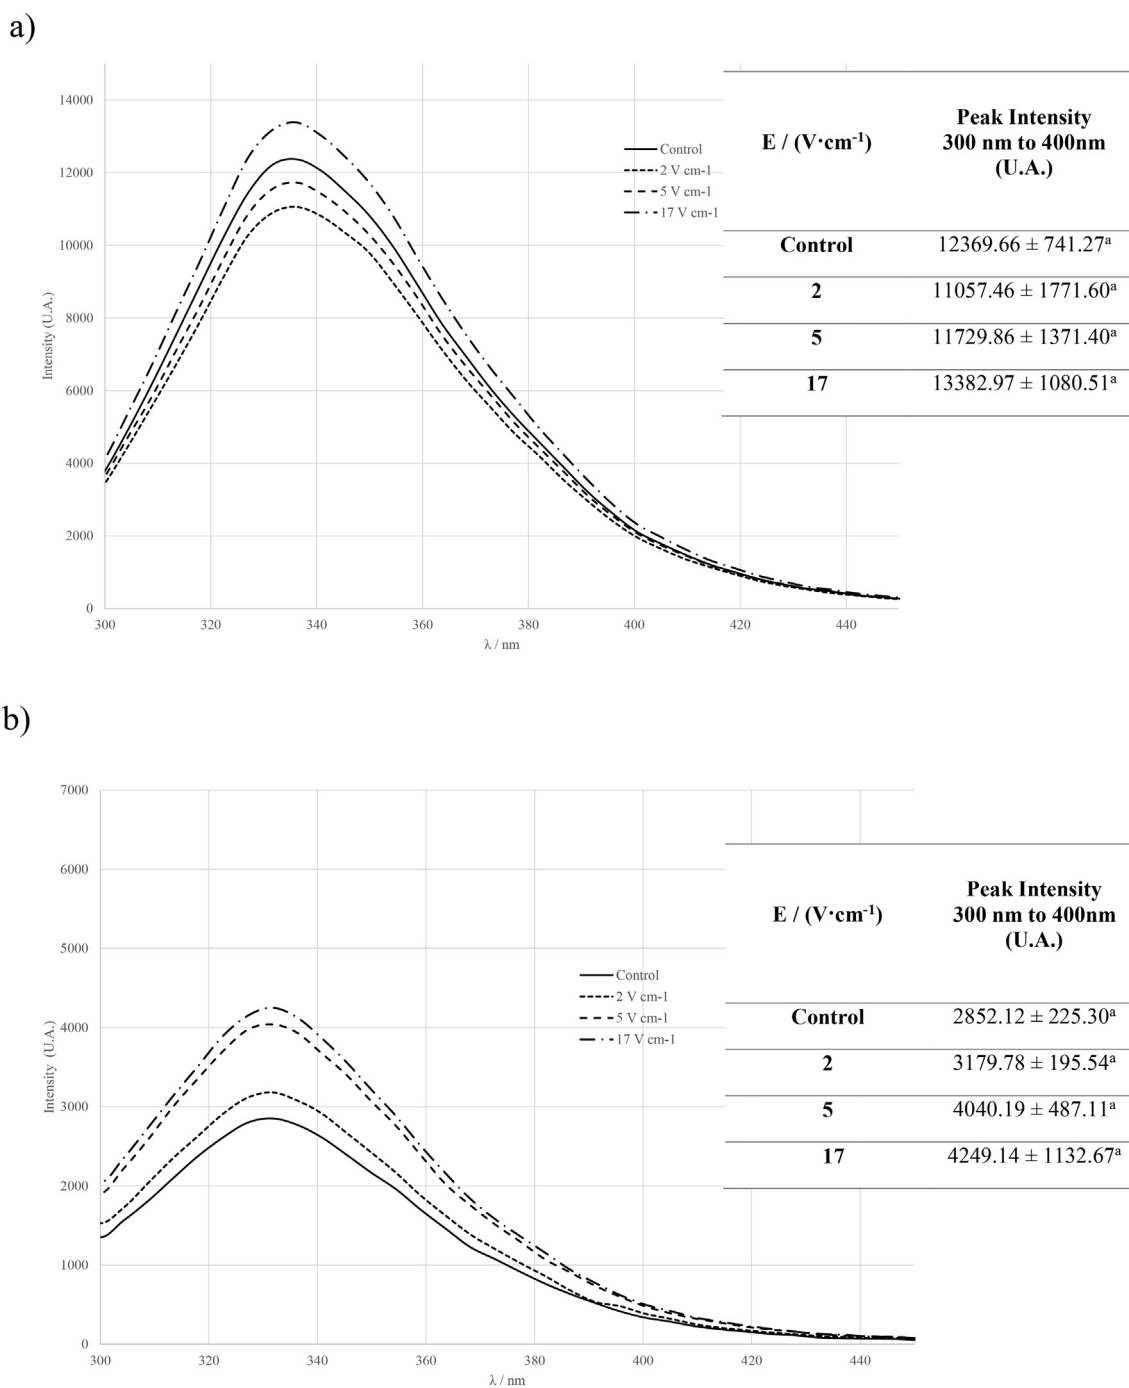 a)
14000
12000
10000
8000
6000
4000
2000
0
Intensity (U.A.)
300 320 340 360 380 400 420 440
λ / nm
Control
2 V cm-1
5 V cm-1
17 V cm-1
E / (V·cm⁻¹)
Peak Intensity
300 nm to 400nm
(U.A.)
Control 12369.66 ± 741.27ᵃ
2 11057.46 ± 1771.60ᵃ
5 11729.86 ± 1371.40ᵃ
17 13382.97 ± 1080.51ᵃ
b)
7000
6000
5000
4000
3000
2000
1000
0
Intensity (U.A.)
300 320 340 360 380 400 420 440
λ / nm
Control
2 V cm-1
5 V cm-1
17 V cm-1
E / (V·cm⁻¹)
Peak Intensity
300 nm to 400nm
(U.A.)
Control 2852.12 ± 225.30ᵃ
2 3179.78 ± 195.54ᵃ
5 4040.19 ± 487.11ᵃ
17 4249.14 ± 1132.67ᵃ